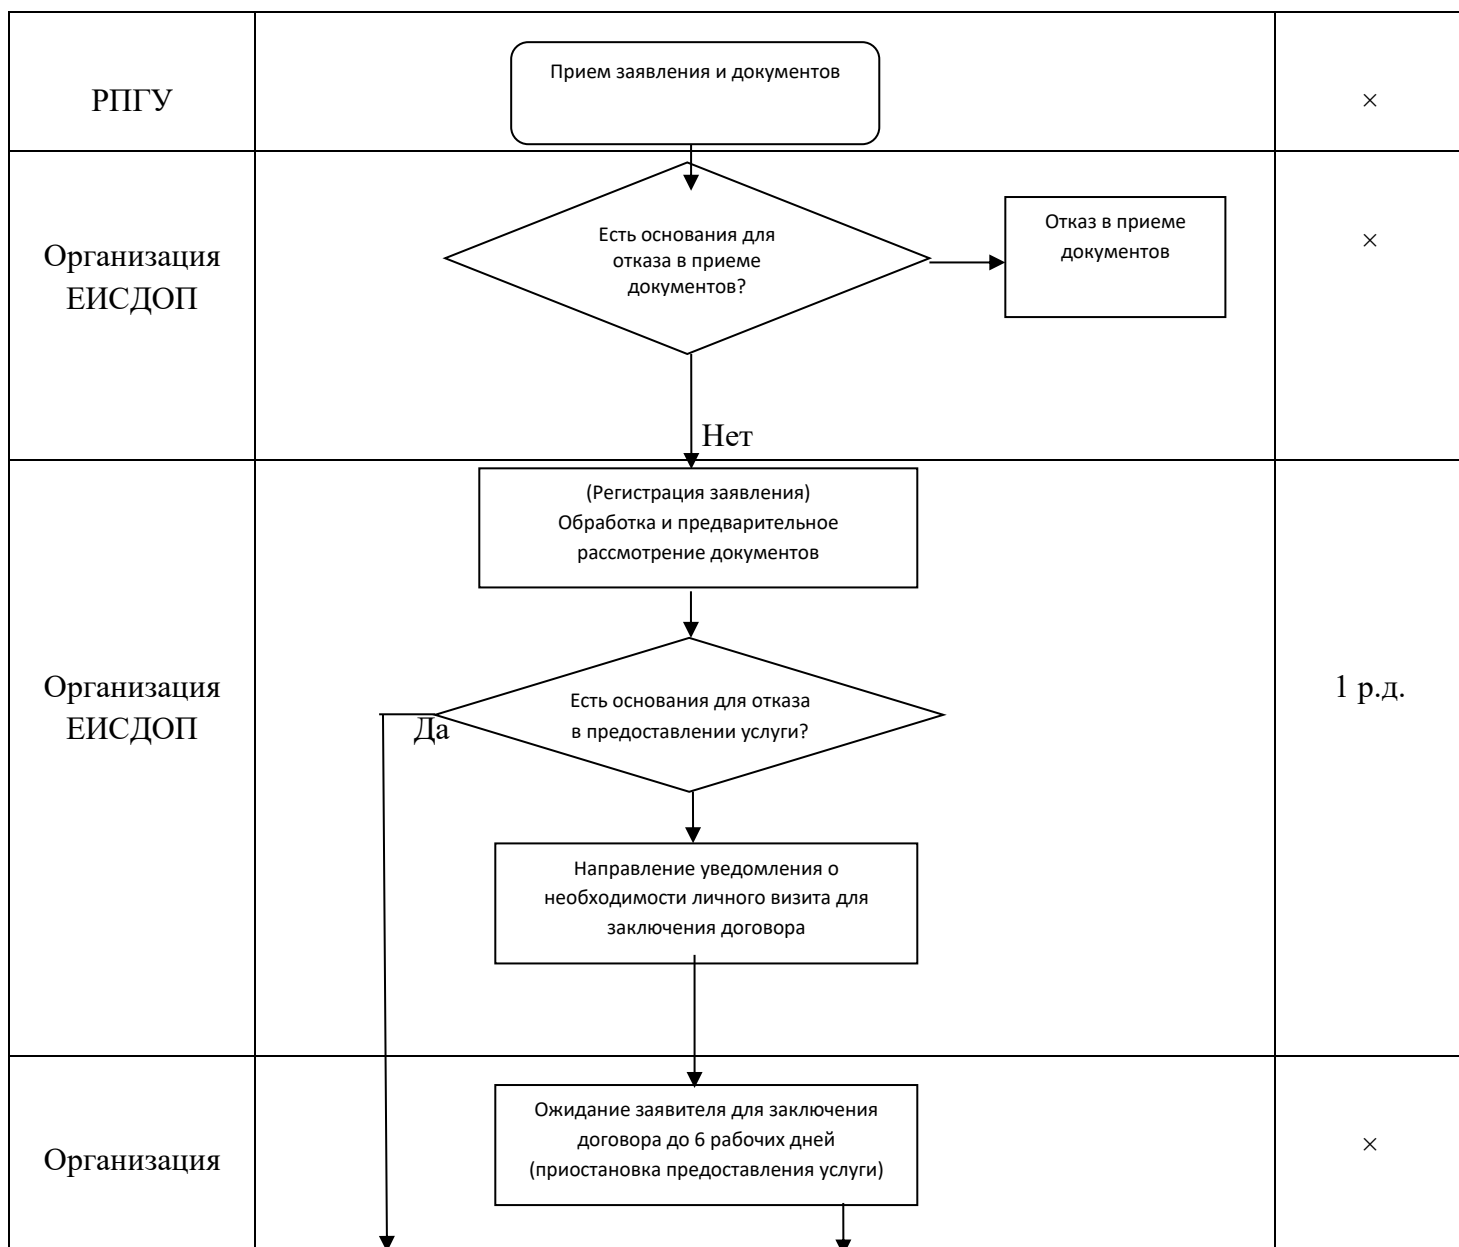 РПГУ
Прием заявления и документов
×
Организация
ЕИСДОП
Есть основания для
отказа в приеме
документов?
Отказ в приеме
документов
×
Нет
Организация
ЕИСДОП
(Регистрация заявления)
Обработка и предварительное
рассмотрение документов
Есть основания для отказа
в предоставлении услуги?
Да
Направление уведомления о
необходимости личного визита для
заключения договора
1 р.д.
Организация
Ожидание заявителя для заключения
договора до 6 рабочих дней
(приостановка предоставления услуги)
×